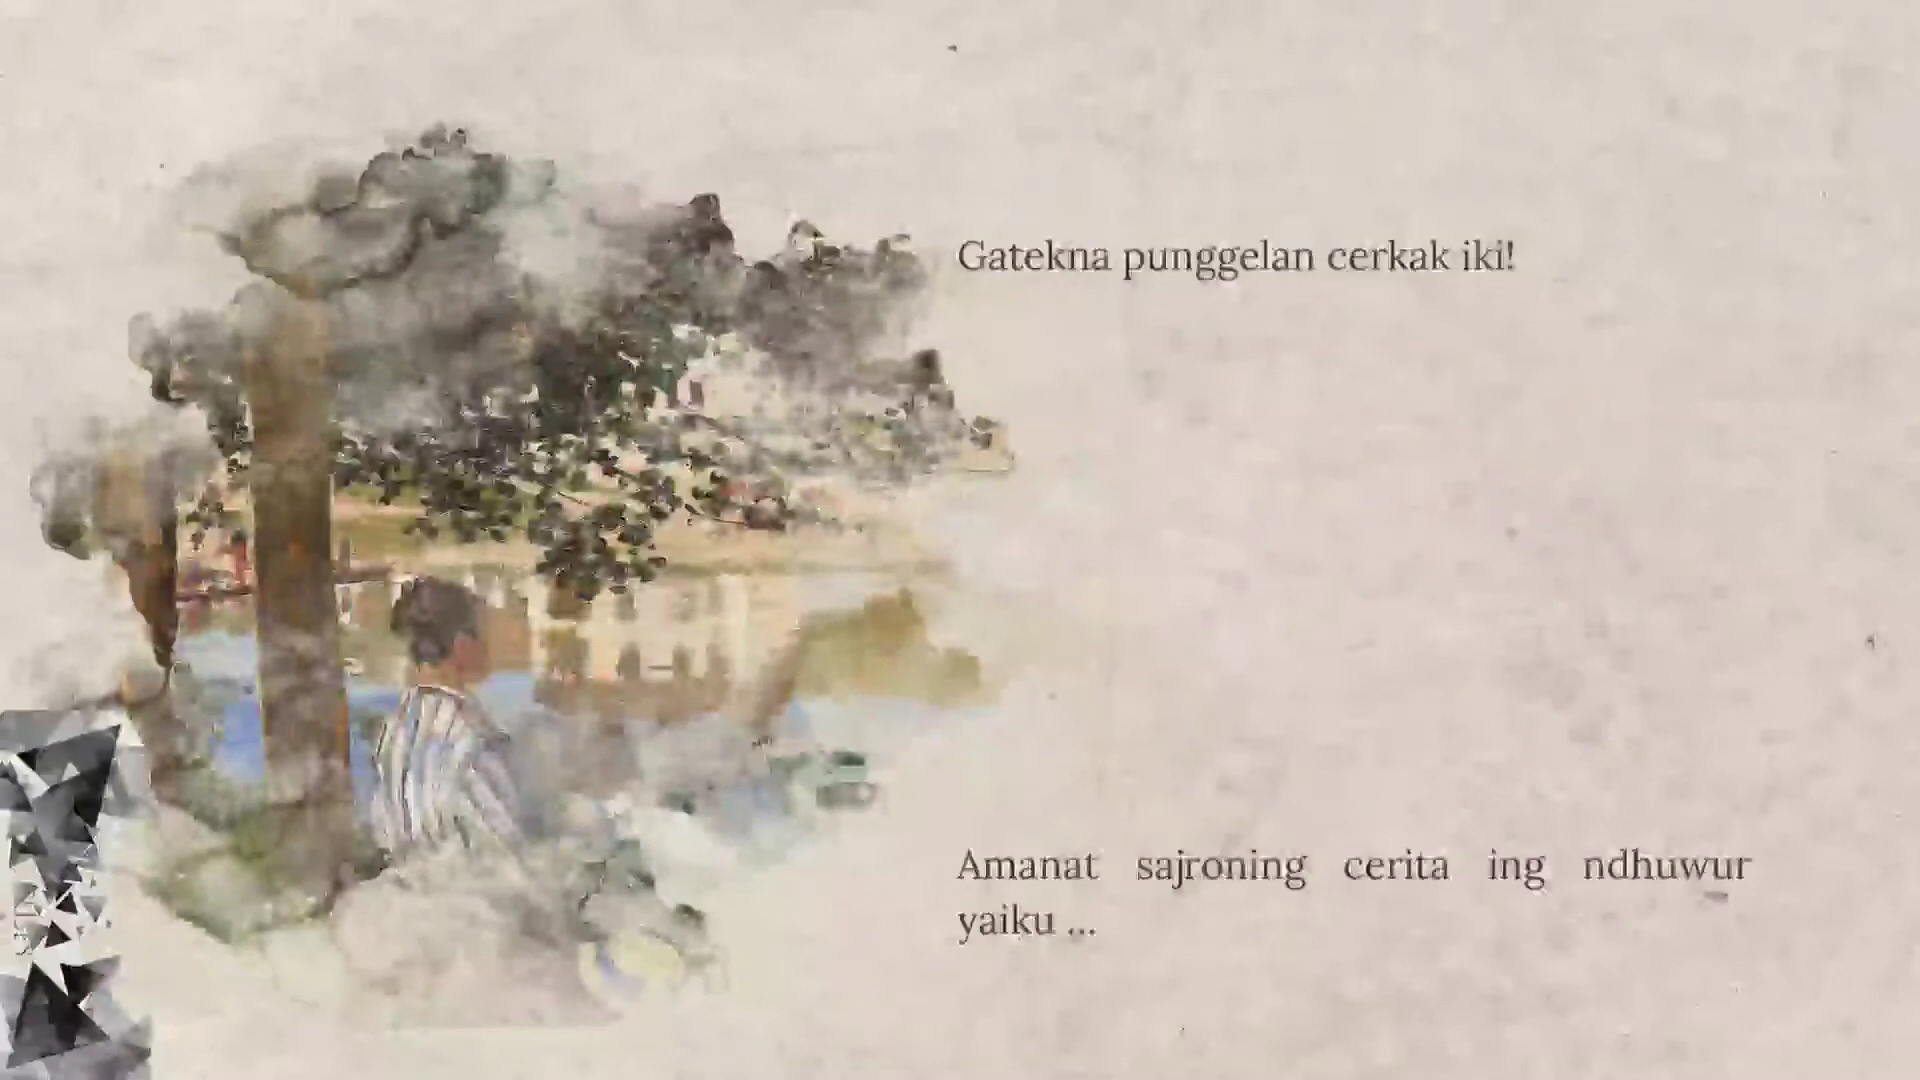 Gatekna punggelan cerkak iki!
Amanat sajroning cerita ing ndhuwur
yaiku ...